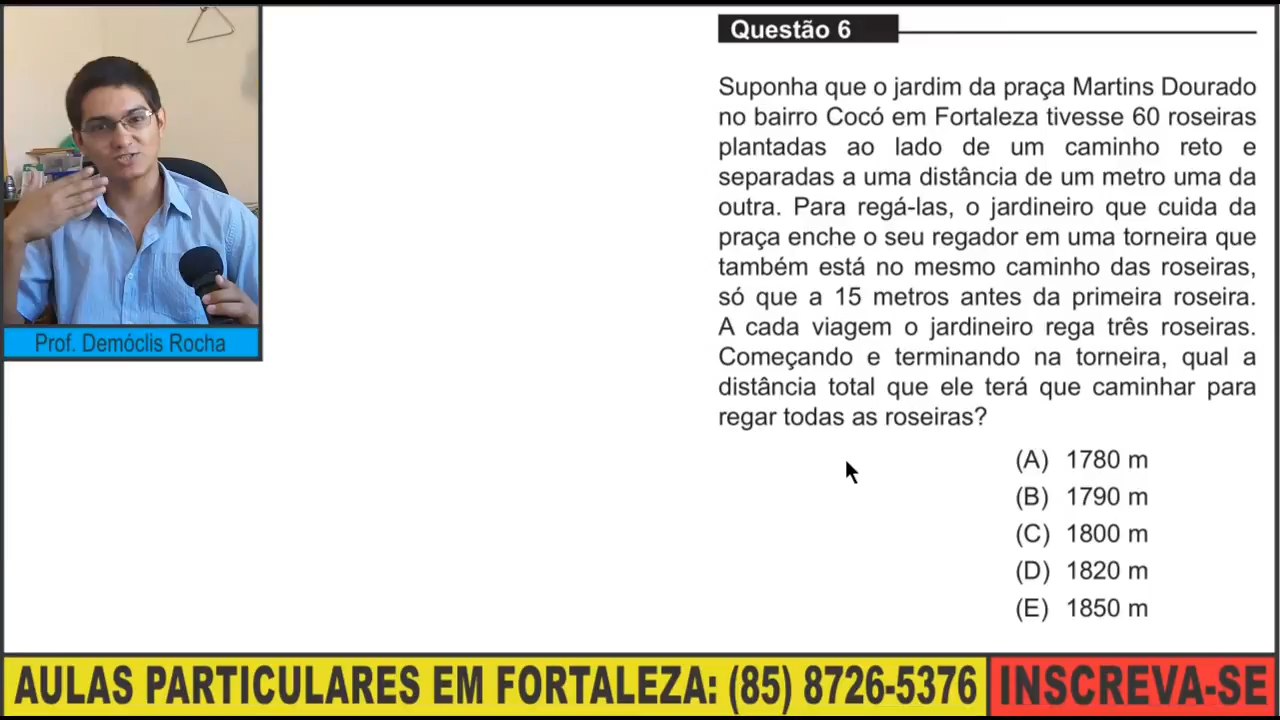 Questão 6
Suponha que o jardim da praça Martins Dourado
no bairro Cocó em Fortaleza tivesse 60 roseiras
plantadas ao lado de um caminho reto e
separadas a uma distância de um metro uma da
outra. Para regá-las, o jardineiro que cuida da
praça enche o seu regador em uma torneira que
também está no mesmo caminho das roseiras,
só que a 15 metros antes da primeira roseira.
A cada viagem o jardineiro rega três roseiras.
Começando e terminando na torneira, qual a
distância total que ele terá que caminhar para
regar todas as roseiras?
(A) 1780 m
(B) 1790 m
(C) 1800 m
(D) 1820 m
(E) 1850 m
Prof. Demóclis Rocha
AULAS PARTICULARES EM FORTALEZA: (85) 8726-5376
INSCREVA-SE